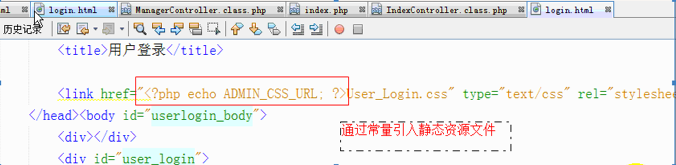 ml login.html ManagerController.class.php index.php IndexController.class.php login.html
历史记录
<title>用户登录</title>
<link href="<?php echo ADMIN_CSS_URL; ?>User_Login.css" type="text/css" rel="styleshee
</head><body id="userlogin_body">
通过常量引入静态资源文件
<div></div>
<div id="user_login">